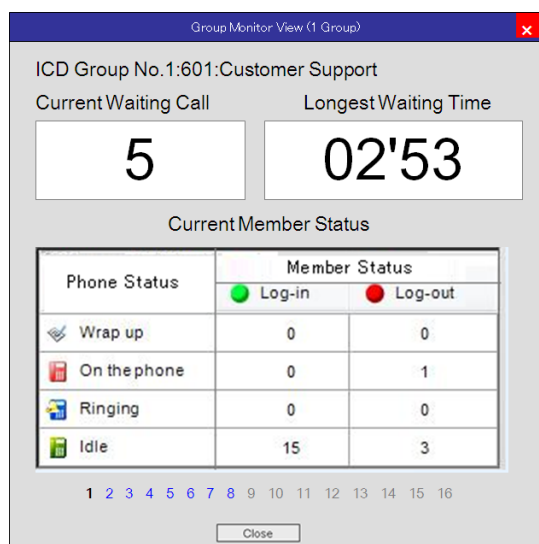 Group Monitor View (1 Group)
ICD Group No.1:601:Customer Support
Current Waiting Call Longest Waiting Time
5 02'53
Current Member Status
Phone Status Member Status
Log-in Log-out
Wrap up 0 0
On the phone 0 1
Ringing 0 0
Idle 15 3
1 2 3 4 5 6 7 8 9 10 11 12 13 14 15 16
Close